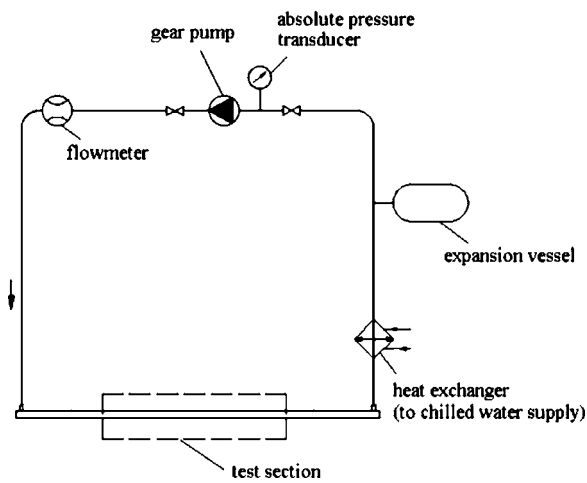 absolute pressure
transducer
gear pump
flowmeter
expansion vessel
heat exchanger
(to chilled water supply)
test section